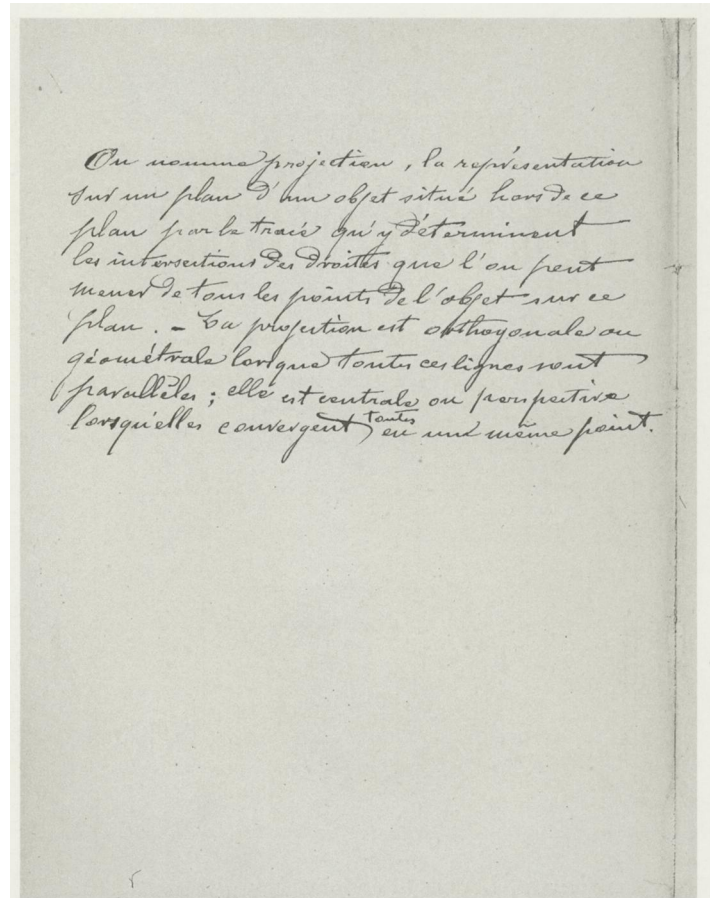 On nomme projection, la représentation
sur un plan d'un objet situé hors de ce
plan par le tracé qu'y déterminent
les intersections des droites que l'on peut
mener de tous les points de l'objet sur ce
plan. – La projection est orthogonale ou
géométrale lorsque toutes ces lignes sont
parallèles ; elle est centrale ou perspective
lorsqu'elles convergent toutes en un même point.